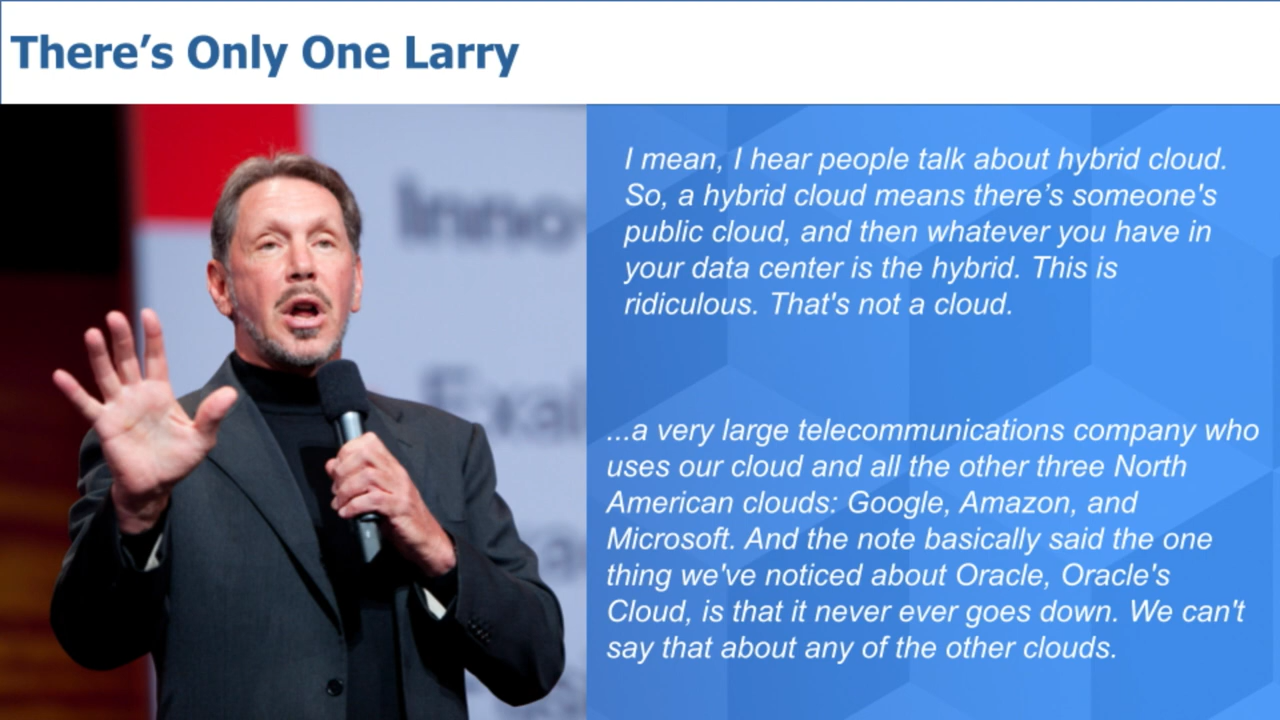 There’s Only One Larry
Inno
Exal
I mean, I hear people talk about hybrid cloud.
So, a hybrid cloud means there’s someone's
public cloud, and then whatever you have in
your data center is the hybrid. This is
ridiculous. That's not a cloud.
...a very large telecommunications company who
uses our cloud and all the other three North
American clouds: Google, Amazon, and
Microsoft. And the note basically said the one
thing we've noticed about Oracle, Oracle's
Cloud, is that it never ever goes down. We can't
say that about any of the other clouds.